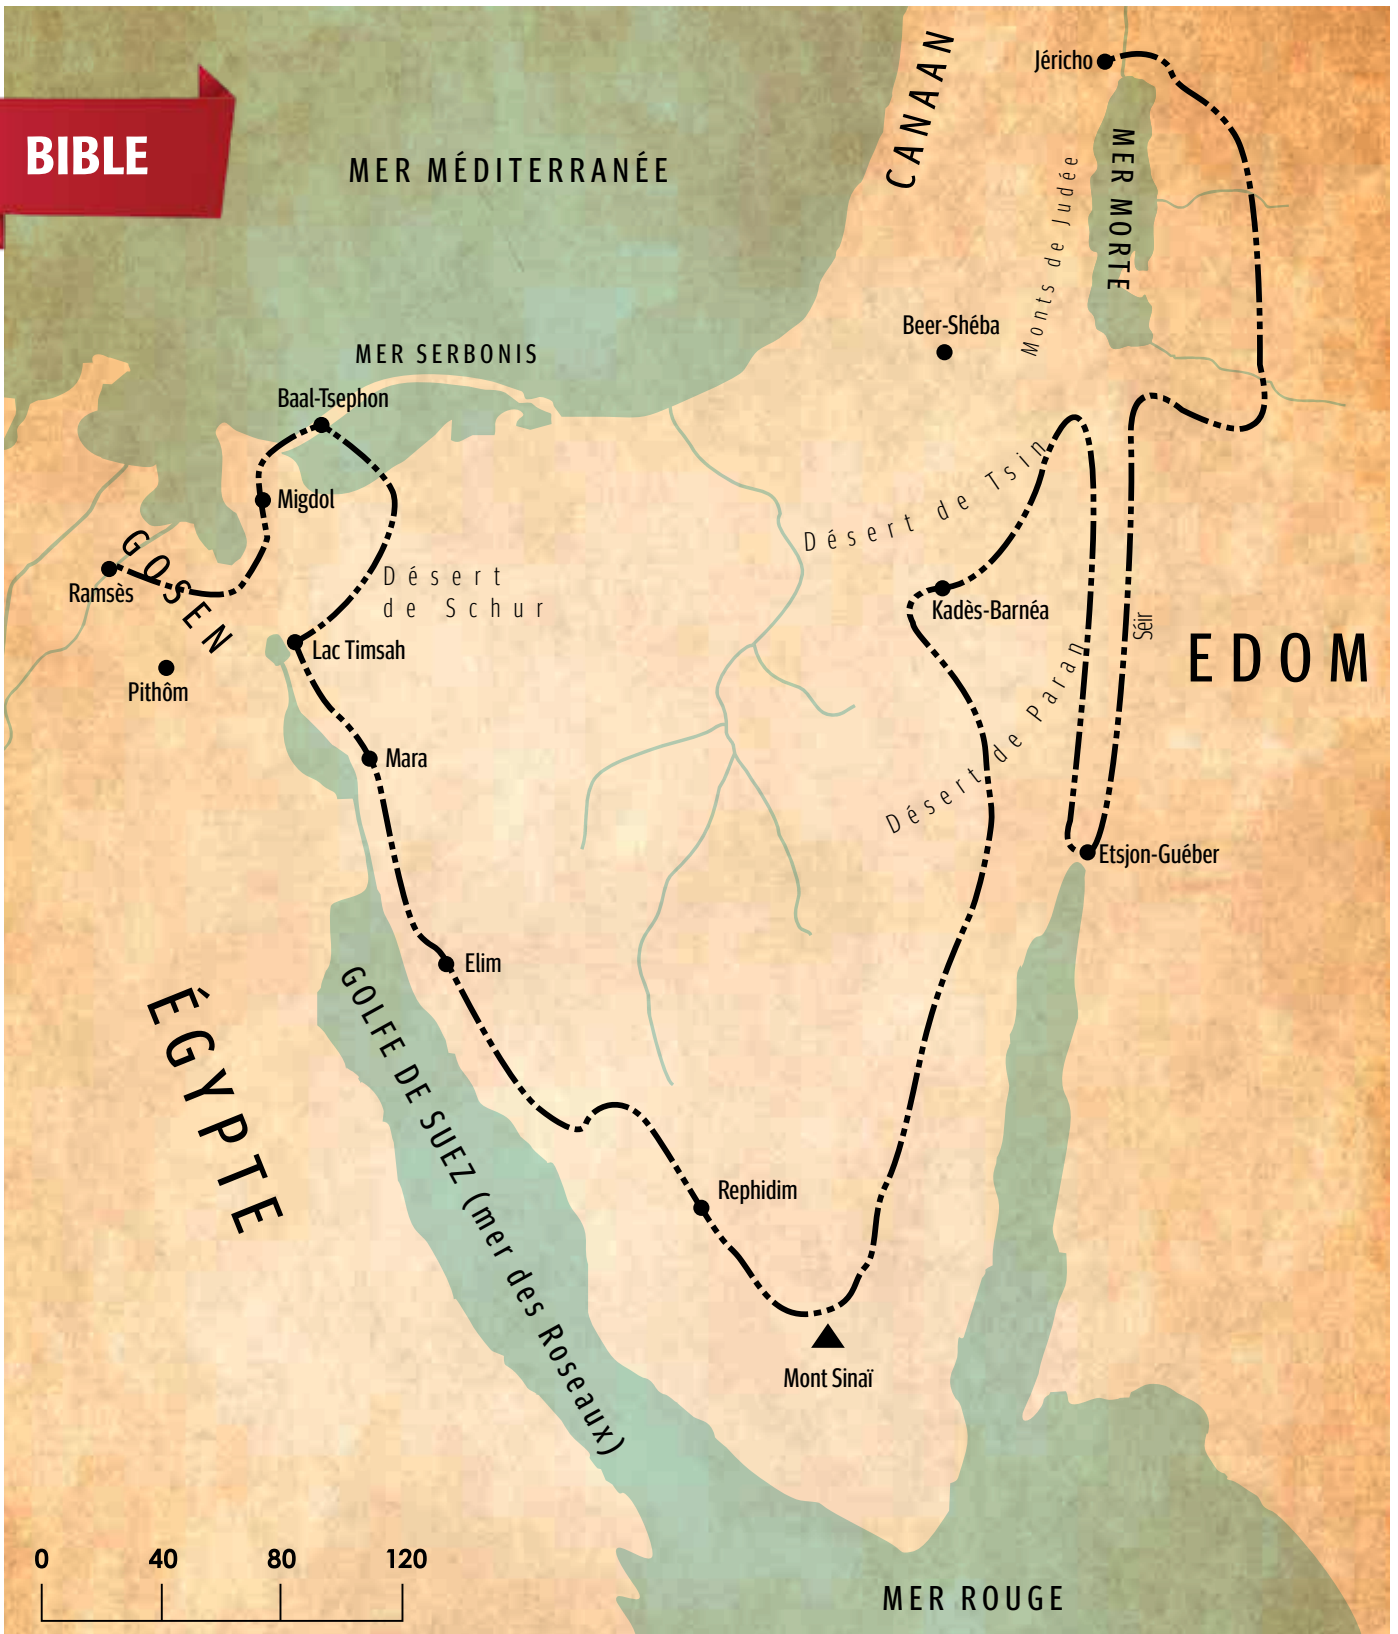 BIBLE
MER MÉDITERRANÉE
CANAAN
Jéricho
MER MORTE
Monts de Judée
Beer-Shéba
MER SERBONIS
Baal-Tsephon
Migdol
GOSEN
Ramsès
Pithôm
Désert
de Schur
Lac Timsah
Désert de Tsin
Kadès-Barnéa
Séir
EDOM
Désert de Paran
Mara
Etsjon-Guéber
Elim
ÉGYPTE
GOLFE DE SUEZ (mer des Roseaux)
Rephidim
Mont Sinaï
0 40 80 120
MER ROUGE